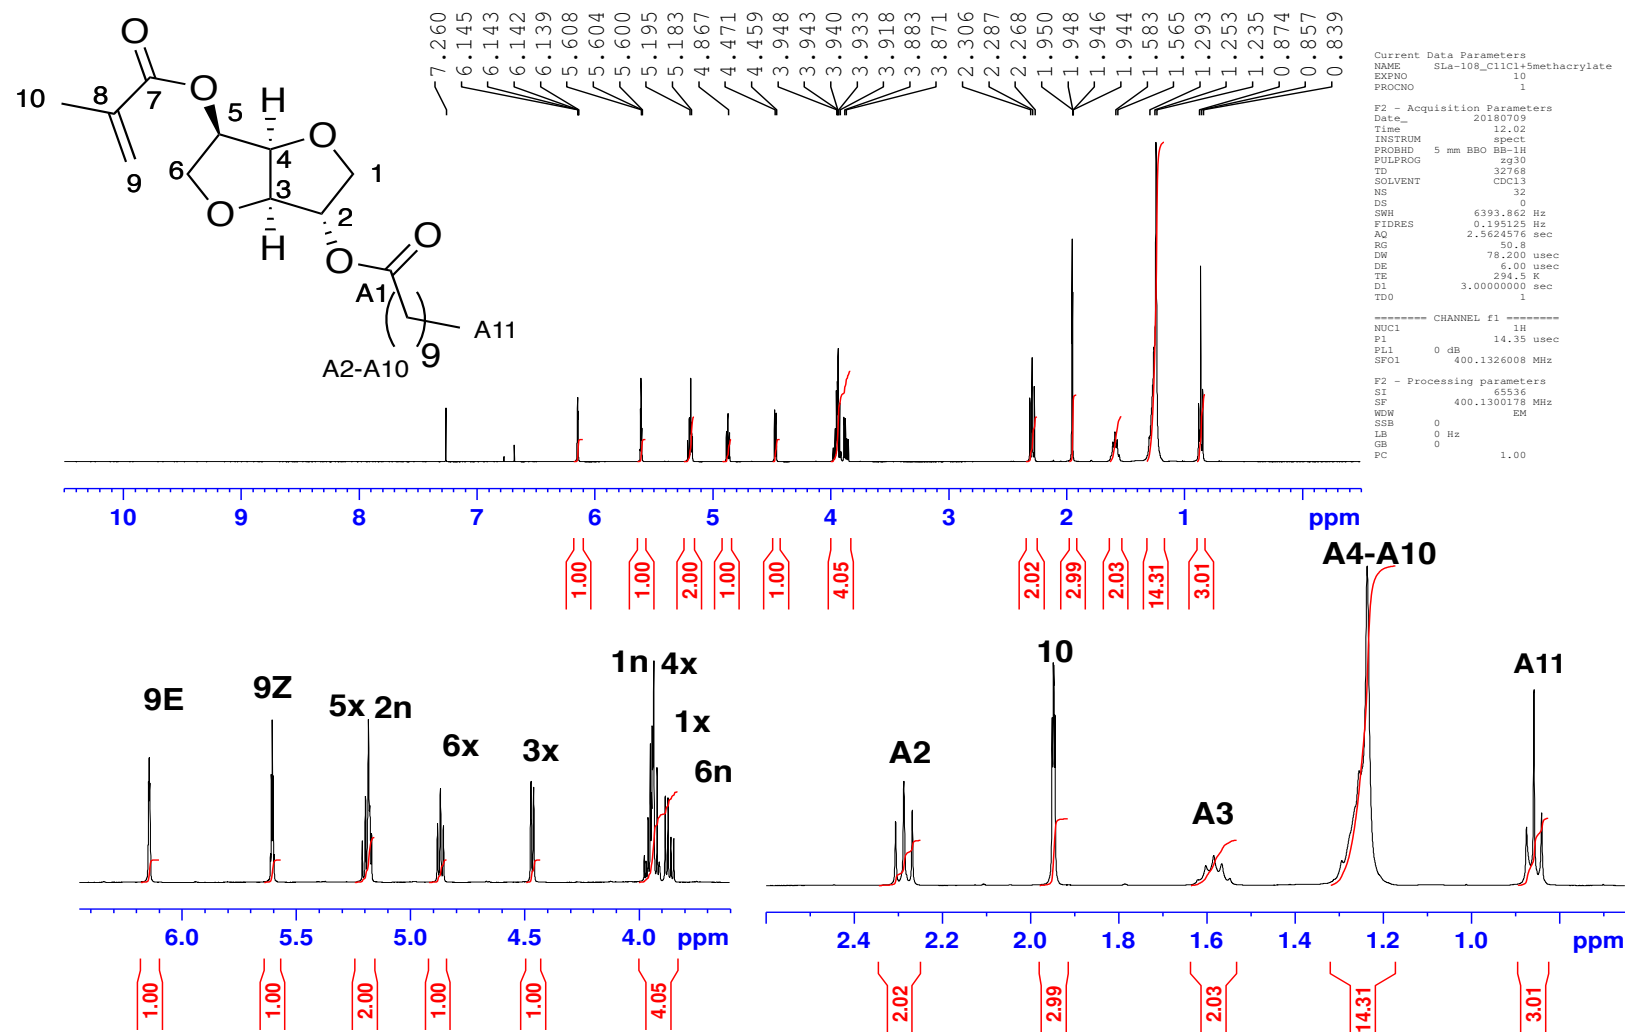 7.260
6.145
6.143
6.142
6.139
5.608
5.604
5.600
5.195
5.183
4.867
4.471
4.459
3.948
3.943
3.940
3.933
3.918
3.883
3.871
2.306
2.287
2.268
1.950
1.948
1.946
1.944
1.583
1.565
1.293
1.253
1.235
0.874
0.857
0.839
O
O
10
8
7
5
H
O
9
6
4
1
3
O
2
H
O
O
A1
A11
9
A2-A10
Current Data Parameters
NAME SLa-108_C11C1+5methacrylate
EXPNO 10
PROCNO 1
F2 - Acquisition Parameters
Date_ 20180709
Time 12.02
INSTRUM spect
PROBHD 5 mm BBO BB-1H
PULPROG zg30
TD 32768
SOLVENT CDCl3
NS 32
DS 0
SWH 6393.862 Hz
FIDRES 0.195125 Hz
AQ 2.5624576 sec
RG 50.8
DW 78.200 usec
DE 6.00 usec
TE 294.5 K
D1 3.00000000 sec
TD0 1
======== CHANNEL f1 ========
NUC1 1H
P1 14.35 usec
PL1 0 dB
SFO1 400.1326008 MHz
F2 - Processing parameters
SI 65536
SF 400.1300178 MHz
WDW EM
SSB 0
LB 0 Hz
GB 0
PC 1.00
10 9 8 7 6 5 4 3 2 1 ppm
1.00 1.00 2.00 1.00 1.00 4.05 2.02 2.99 2.03 14.31 3.01
9E 9Z 5x 2n 6x 3x 1n 4x 1x 6n
6.0 5.5 5.0 4.5 4.0 ppm
1.00 1.00 2.00 1.00 1.00 4.05
A2 10 A3 A4-A10 A11
2.4 2.2 2.0 1.8 1.6 1.4 1.2 1.0 ppm
2.02 2.99 2.03 14.31 3.01